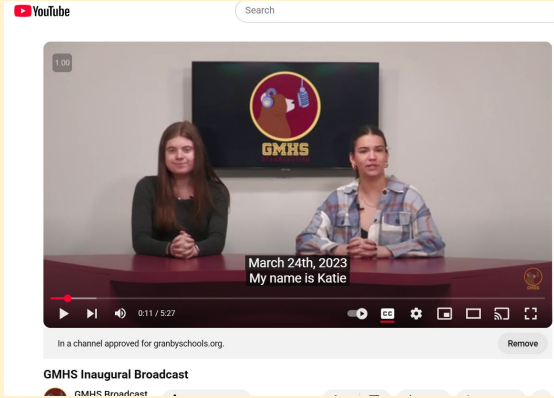 YouTube
Search
1.00
GMHS
March 24th, 2023
My name is Katie
GMHS
0:11 / 5:27
CC
In a channel approved for granbyschools.org.
Remove
GMHS Inaugural Broadcast
GMHS Broadcast